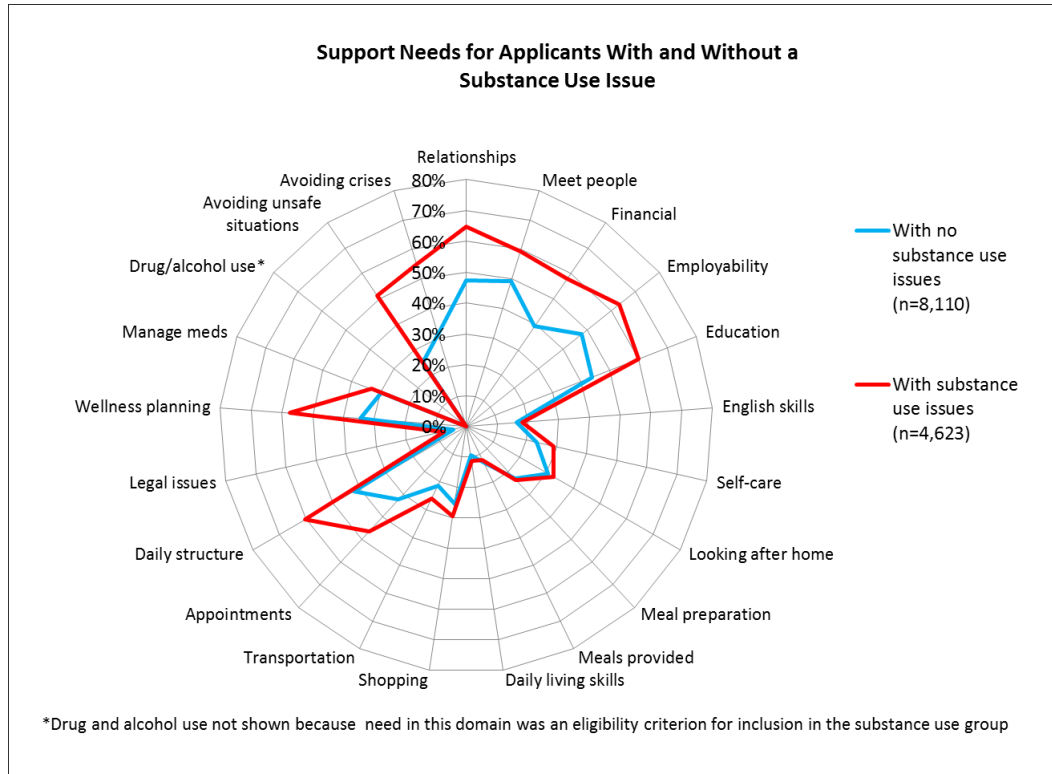 Support Needs for Applicants With and Without a
Substance Use Issue
Relationships
Meet people
Financial
Employability
Education
English skills
Self-care
Looking after home
Meal preparation
Meals provided
Daily living skills
Shopping
Transportation
Appointments
Daily structure
Legal issues
Wellness planning
Manage meds
Drug/alcohol use*
Avoiding unsafe
situations
Avoiding crises
80%
70%
60%
50%
40%
30%
20%
10%
0%
With no
substance use
issues
(n=8,110)
With substance
use issues
(n=4,623)
*Drug and alcohol use not shown because need in this domain was an eligibility criterion for inclusion in the substance use group